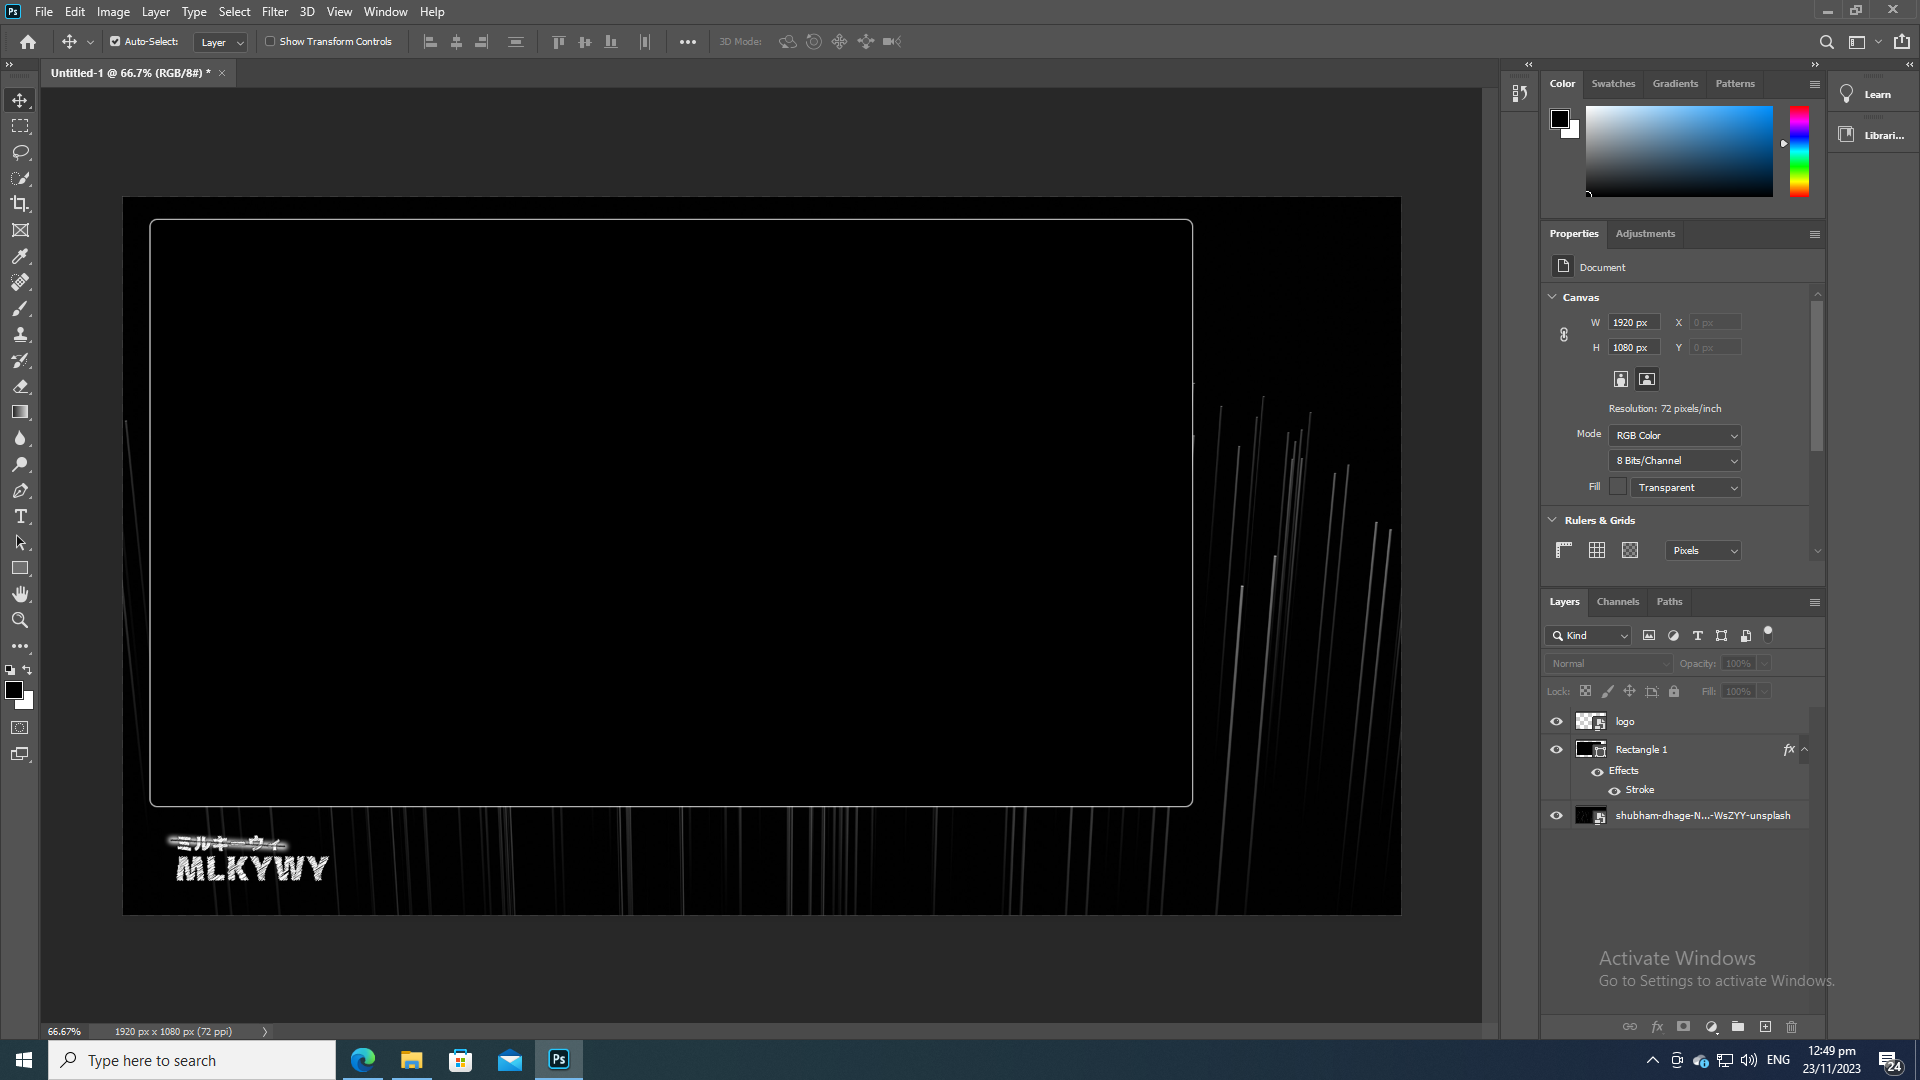 Ps File Edit Image Layer Type Select Filter 3D View Window Help
Auto-Select: Layer Show Transform Controls 3D Mode:
Untitled-1 @ 66.7% (RGB/8#) * ×
Color Swatches Gradients Patterns
Learn
Librari...
Properties Adjustments
Document
Canvas
W 1920 px X 0 px
H 1080 px Y 0 px
Resolution: 72 pixels/inch
Mode RGB Color
8 Bits/Channel
Fill Transparent
Rulers & Grids
Pixels
Layers Channels Paths
Kind
Normal Opacity: 100%
Lock: Fill: 100%
logo
Rectangle 1 fx
Effects
Stroke
shubham-dhage-N...-WsZYY-unsplash
ミルキーウィ
MLKYWY
Activate Windows
Go to Settings to activate Windows.
66.67% 1920 px x 1080 px (72 ppi)
Type here to search
Ps
ENG
12:49 pm
23/11/2023
24